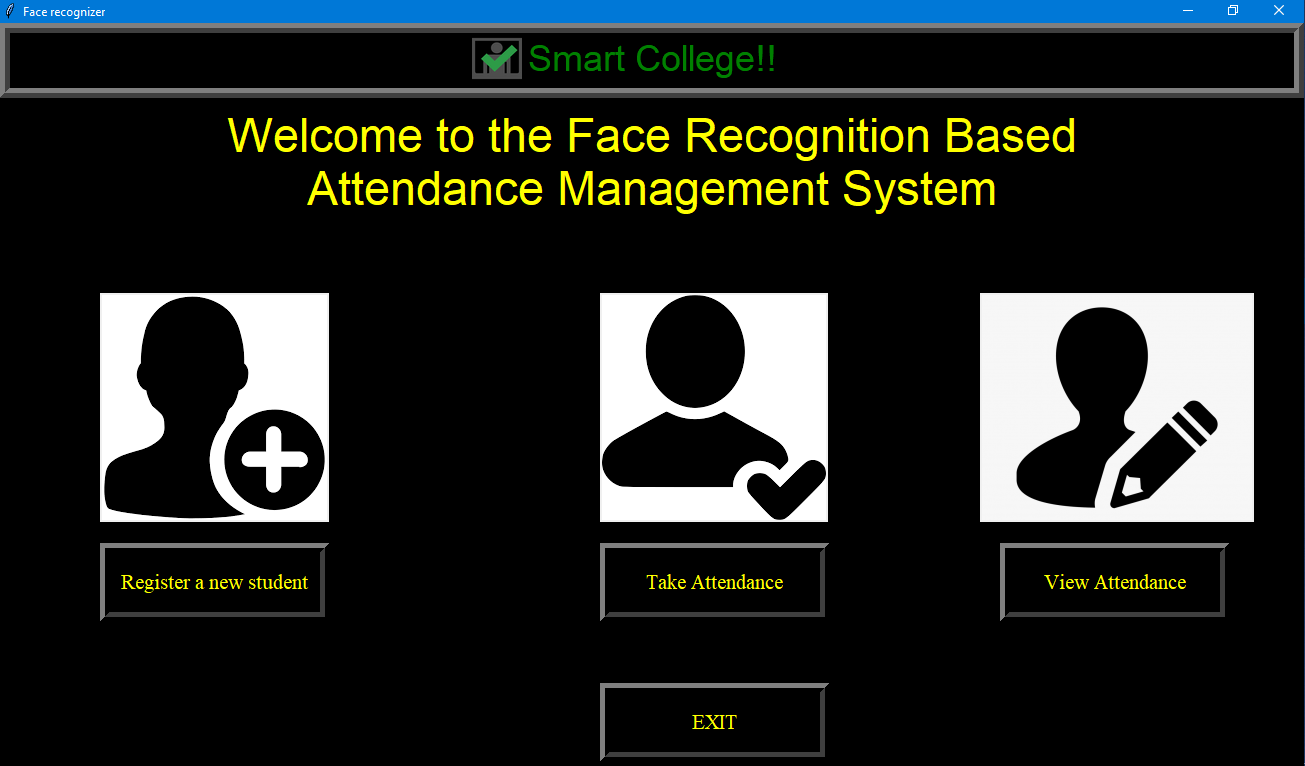 Face recognizer
Smart College!!
Welcome to the Face Recognition Based
Attendance Management System
Register a new student
Take Attendance
View Attendance
EXIT